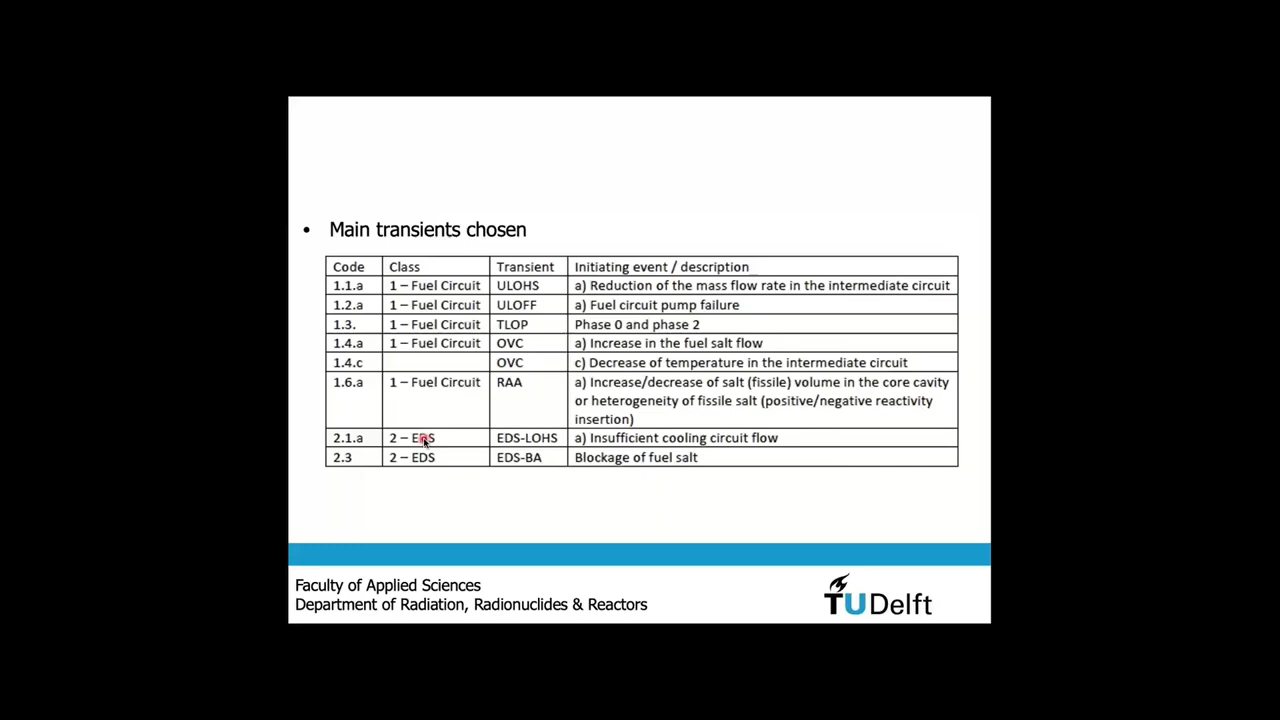 • Main transients chosen
Code Class Transient Initiating event / description
1.1.a 1 – Fuel Circuit ULOHS a) Reduction of the mass flow rate in the intermediate circuit
1.2.a 1 – Fuel Circuit ULOFF a) Fuel circuit pump failure
1.3. 1 – Fuel Circuit TLOP Phase 0 and phase 2
1.4.a 1 – Fuel Circuit OVC a) Increase in the fuel salt flow
1.4.c OVC c) Decrease of temperature in the intermediate circuit
1.6.a 1 – Fuel Circuit RAA a) Increase/decrease of salt (fissile) volume in the core cavity
or heterogeneity of fissile salt (positive/negative reactivity
insertion)
2.1.a 2 – EDS EDS-LOHS a) Insufficient cooling circuit flow
2.3 2 – EDS EDS-BA Blockage of fuel salt
Faculty of Applied Sciences
Department of Radiation, Radionuclides & Reactors
TUDelft